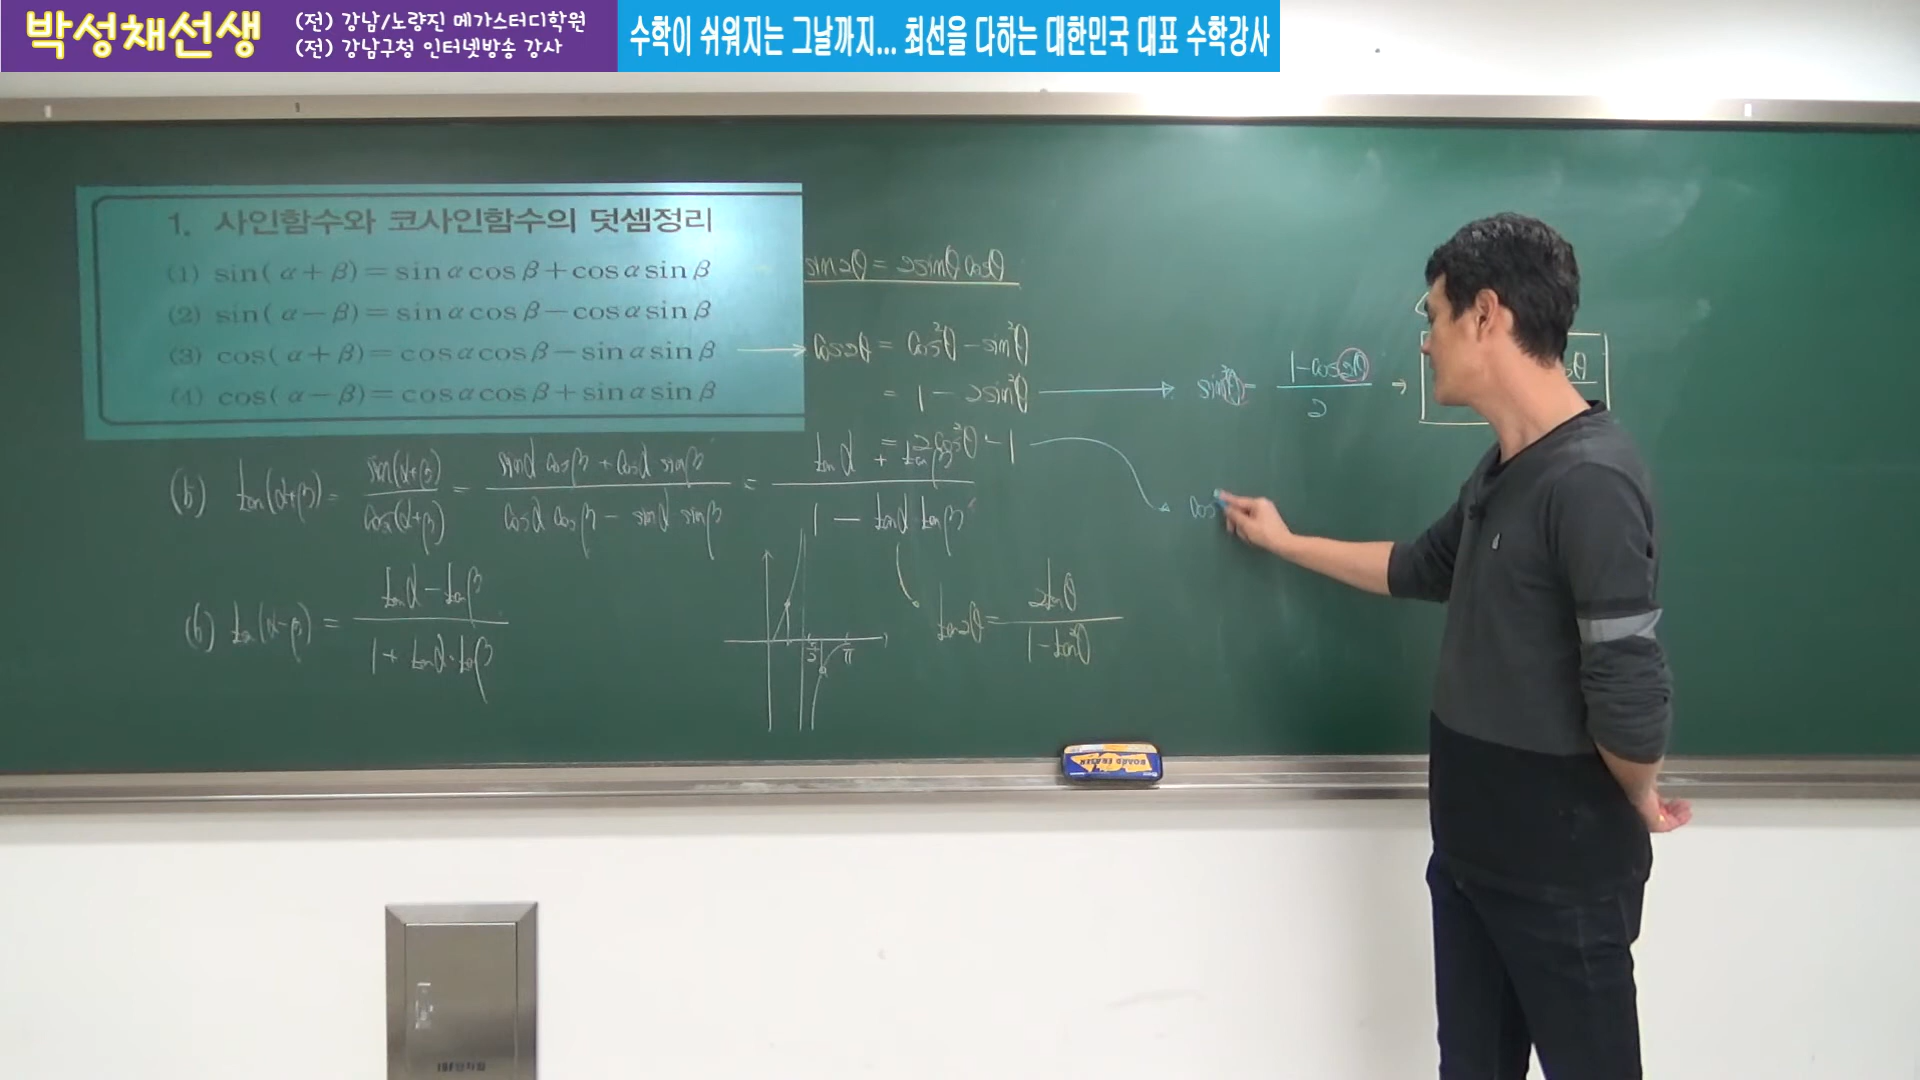 박성채선생
(전) 강남/노량진 메가스터디학원
(전) 강남구청 인터넷방송 강사
수학이 쉬워지는 그날까지... 최선을 다하는 대한민국 대표 수학강사
1. 사인함수와 코사인함수의 덧셈정리
(1) sin(α+β)=sinαcosβ+cosαsinβ
(2) sin(α−β)=sinαcosβ−cosαsinβ
(3) cos(α+β)=cosαcosβ−sinαsinβ
(4) cos(α−β)=cosαcosβ+sinαsinβ
sin2θ = 2sinθ cosθ
cos2θ = cos²θ − sin²θ
= 1 − 2sin²θ
= 2cos²θ − 1
sin²θ = (1−cos2θ)/2 →
cos
(5) tan(α+β) = sin(α+β)/cos(α+β) = (sinα cosβ + cosα sinβ)/(cosα cosβ − sinα sinβ) = (tanα + tanβ)/(1 − tanα tanβ)
(6) tan(α−β) = (tanα − tanβ)/(1 + tanα·tanβ)
π/2 π
tan2θ = 2tanθ/(1−tan²θ)
BOARD ERASER